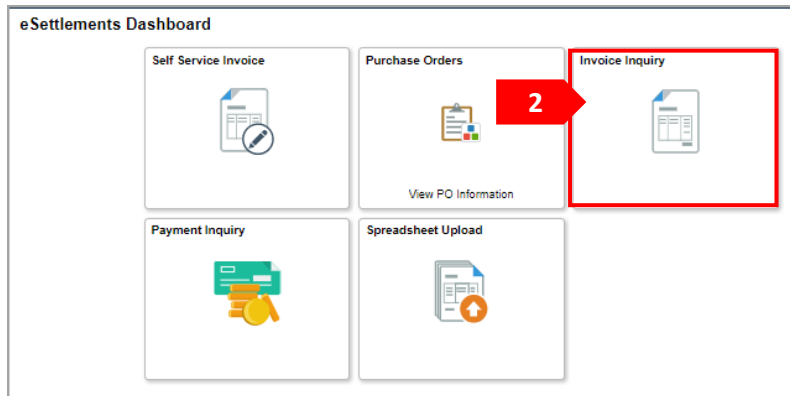 eSettlements Dashboard
Self Service Invoice
Purchase Orders
Invoice Inquiry
2
View PO Information
Payment Inquiry
Spreadsheet Upload